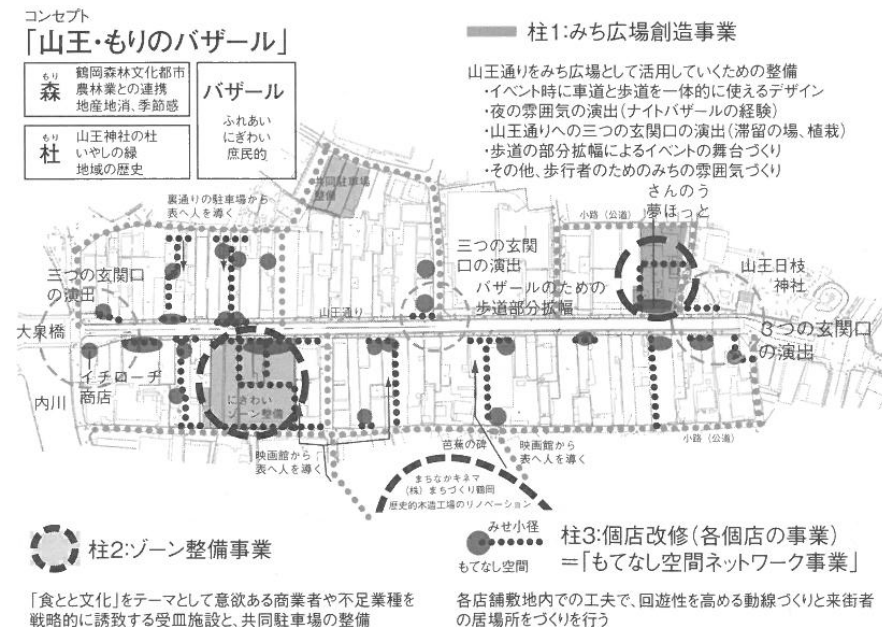 コンセプト
「山王・もりのバザール」
もり
森
鶴岡森林文化都市
農林業との連携
地産地消、季節感
もり
杜
山王神社の杜
いやしの緑
地域の歴史
バザール
ふれあい
にぎわい
庶民的
柱1:みち広場創造事業
山王通りをみち広場として活用していくための整備
・イベント時に車道と歩道を一体的に使えるデザイン
・夜の雰囲気の演出(ナイトバザールの経験)
・山王通りへの三つの玄関口の演出(滞留の場、植栽)
・歩道の部分拡幅によるイベントの舞台づくり
・その他、歩行者のためのみちの雰囲気づくり
さんのう
夢ほっと
共同駐車場
整備
裏通りの駐車場から
表へ人を導く
小路（公道）
三つの玄関
口の演出
バザールのための
歩道部分拡幅
三つの玄関口
の演出
山王日枝
神社
山王通り
大泉橋
3つの玄関口
の演出
イチローヂ
商店
内川
にぎわい
ゾーン整備
小路（公道）
映画館から
表へ人を導く
芭蕉の碑
映画館から
表へ人を導く
まちなかキネマ
(株)まちづくり鶴岡
歴史的木造工場のリノベーション
柱2:ゾーン整備事業
「食とと文化」をテーマとして意欲ある商業者や不足業種を
戦略的に誘致する受皿施設と、共同駐車場の整備
みせ小径
もてなし空間
柱3:個店改修(各個店の事業)
=「もてなし空間ネットワーク事業」
各店舗敷地内での工夫で、回遊性を高める動線づくりと来街者
の居場所をづくりを行う